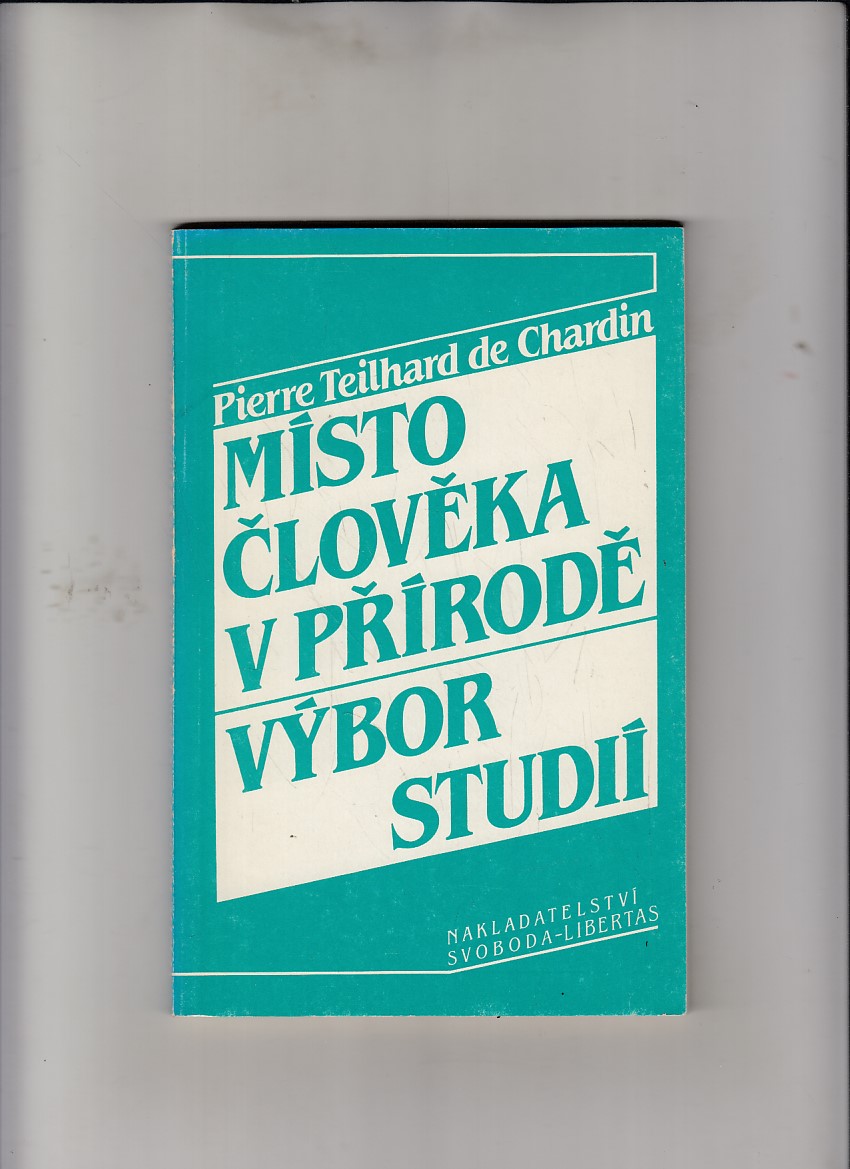 Pierre Teilhard de Chardin
MÍSTO
ČLOVĚKA
V PŘÍRODĚ
VÝBOR
STUDIÍ
NAKLADATELSTVÍ
SVOBODA-LIBERTAS